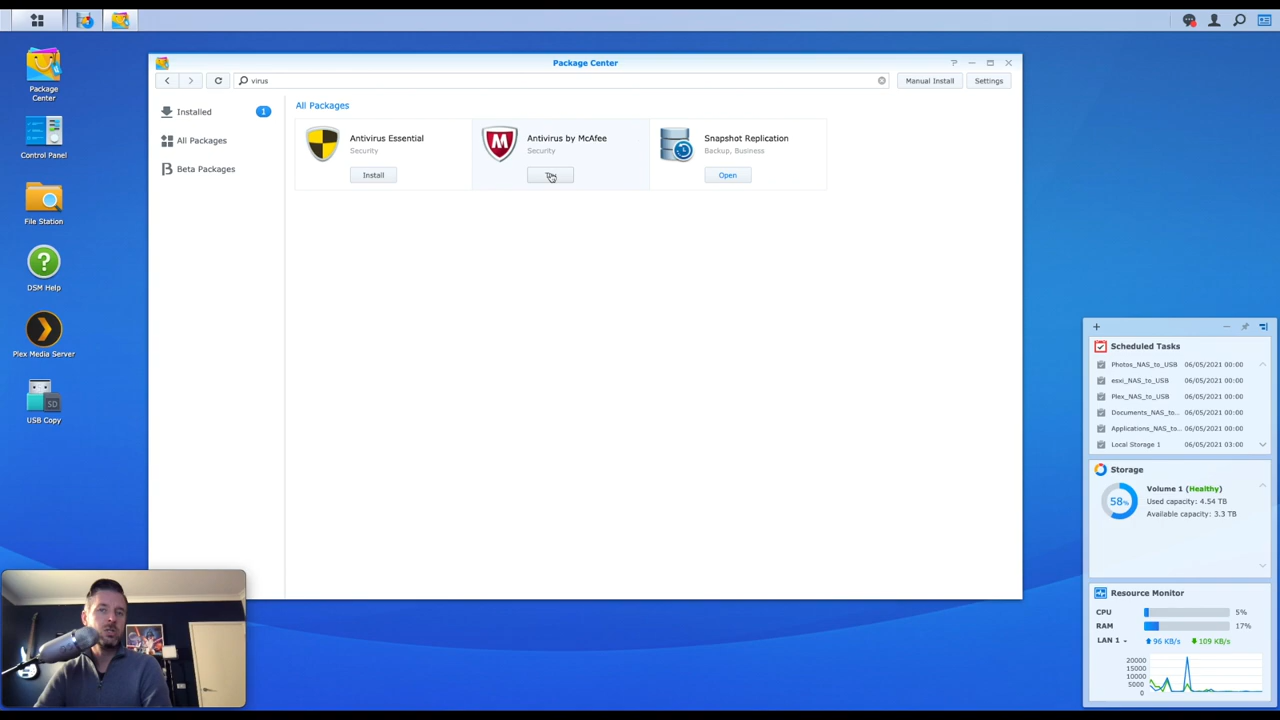 Package Center
virus
Manual Install
Settings
Package
Center
Control Panel
File Station
DSM Help
Plex Media Server
USB Copy
SD
Installed
1
All Packages
Beta Packages
All Packages
Antivirus Essential
Security
Install
Antivirus by McAfee
Security
Snapshot Replication
Backup, Business
Open
Scheduled Tasks
Photos_NAS_to_USB 06/05/2021 00:00
esxi_NAS_to_USB 06/05/2021 00:00
Plex_NAS_to_USB 06/05/2021 00:00
Documents_NAS_to... 06/05/2021 00:00
Applications_NAS_to... 06/05/2021 00:00
Local Storage 1 06/05/2021 03:00
Storage
58%
Volume 1 (Healthy)
Used capacity: 4.54 TB
Available capacity: 3.3 TB
Resource Monitor
CPU 5%
RAM 17%
LAN 1 96 KB/s 109 KB/s
20000
15000
10000
5000
0